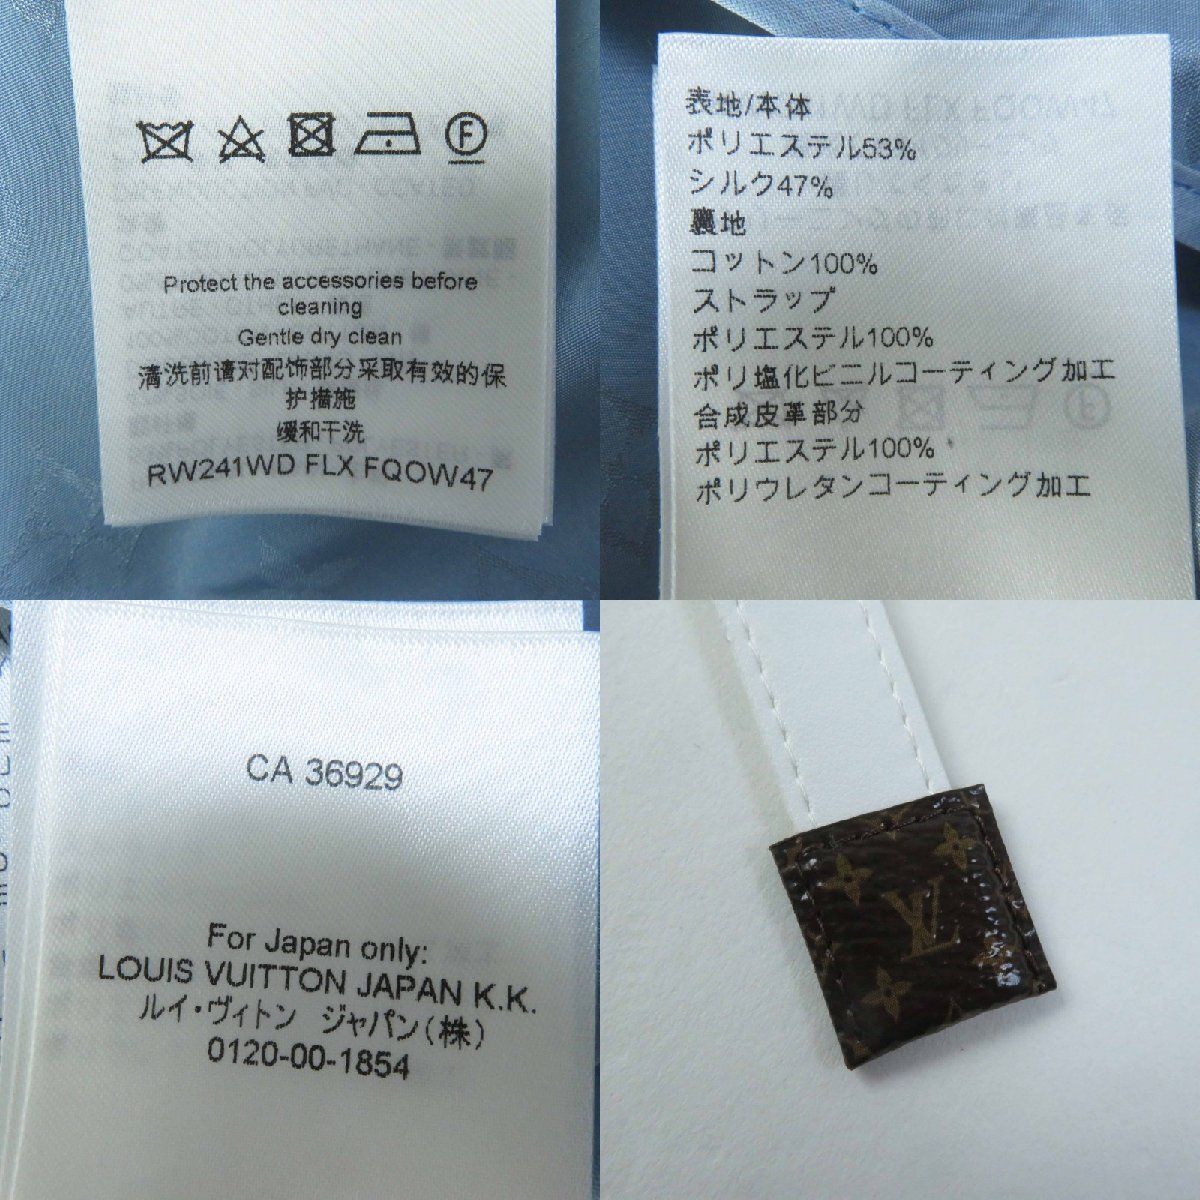 F
Protect the accessories before
cleaning
Gentle dry clean
清洗前请对配饰部分采取有效的保
护措施
缓和干洗
RW241WD FLX FQOW47
表地/本体
ポリエステル53%
シルク47%
裏地
コットン100%
ストラップ
ポリエステル100%
ポリ塩化ビニルコーティング加工
合成皮革部分
ポリエステル100%
ポリウレタンコーティング加工
CA 36929
For Japan only:
LOUIS VUITTON JAPAN K.K.
ルイ・ヴィトン ジャパン(株)
0120-00-1854
LV